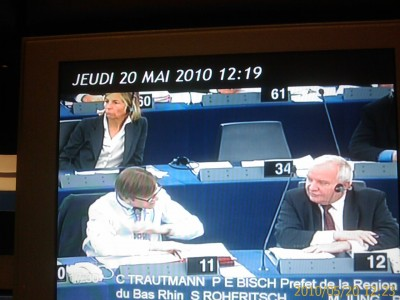 JEUDI 20 MAI 2010 12:19
60
61
34
11
12
C TRAUTMANN P E BISCH Prefet de la Region
du Bas Rhin S ROHERITSCH